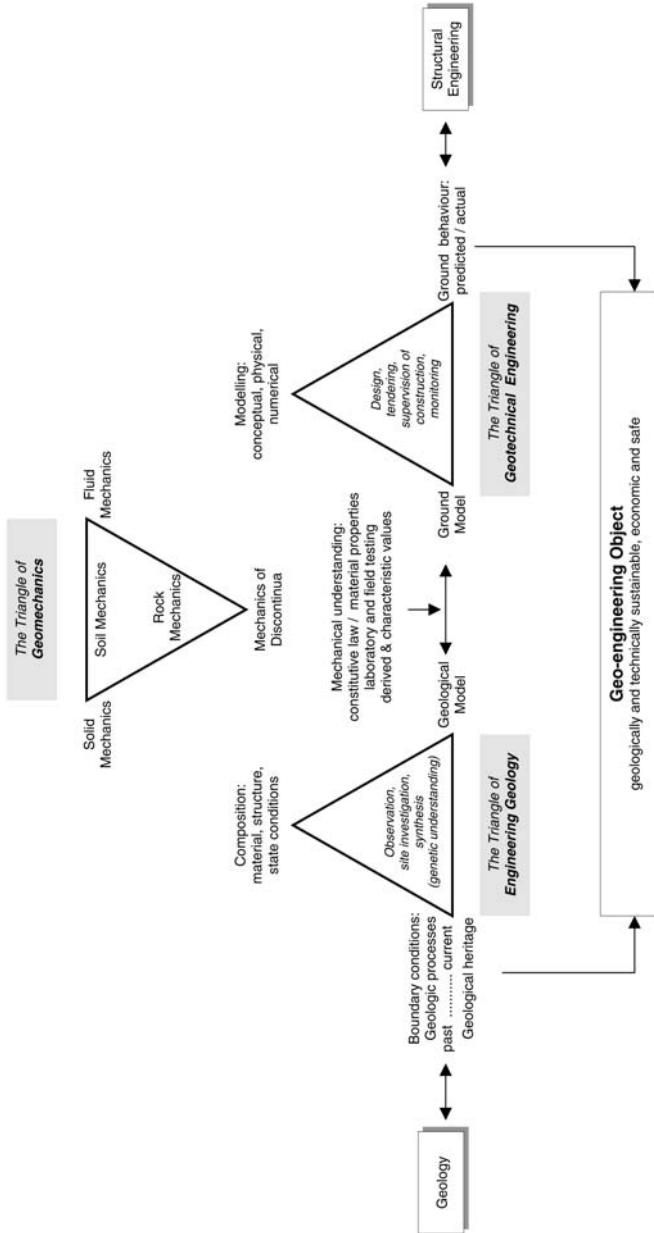 The Triangle of
Geomechanics
Solid
Mechanics
Fluid
Mechanics
Soil Mechanics
Rock
Mechanics
Mechanics of
Discontinua
Composition:
material, structure,
state conditions
Modelling:
conceptual, physical,
numerical
Mechanical understanding:
constitutive law / material properties
laboratory and field testing
derived & characteristic values
Geology
Boundary conditions:
Geologic processes
past ........... current
Geological heritage
Observation,
site investigation,
synthesis
(genetic understanding)
Geological
Model
Ground
Model
Design,
tendering,
supervision of
construction,
monitoring
Ground behaviour:
predicted / actual
Structural
Engineering
The Triangle of
Engineering Geology
The Triangle of
Geotechnical Engineering
Geo-engineering Object
geologically and technically sustainable, economic and safe